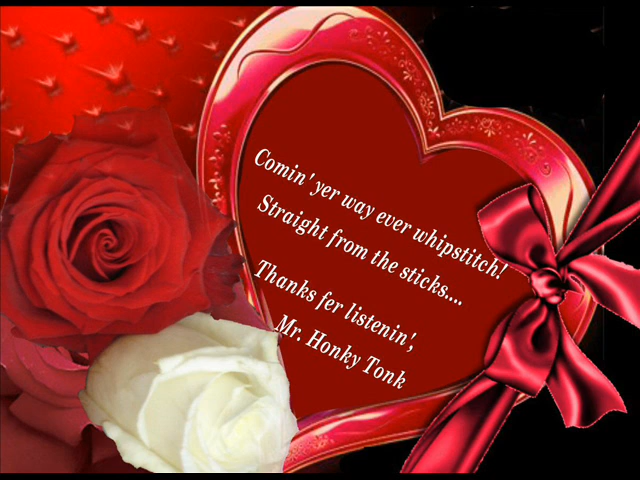 Comin' yer way ever whipstitch!
Straight from the sticks....
Thanks fer listenin',
Mr. Honky Tonk